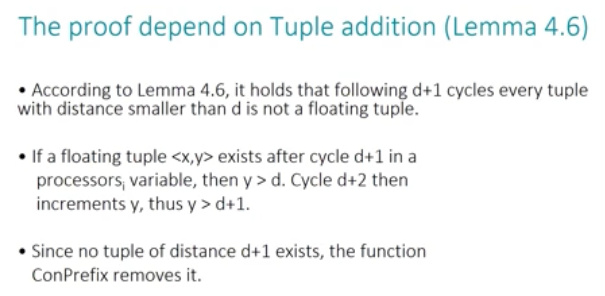 The proof depend on Tuple addition (Lemma 4.6)
• According to Lemma 4.6, it holds that following d+1 cycles every tuple
with distance smaller than d is not a floating tuple.
• If a floating tuple <x,y> exists after cycle d+1 in a
processorsᵢ variable, then y > d. Cycle d+2 then
increments y, thus y > d+1.
• Since no tuple of distance d+1 exists, the function
ConPrefix removes it.